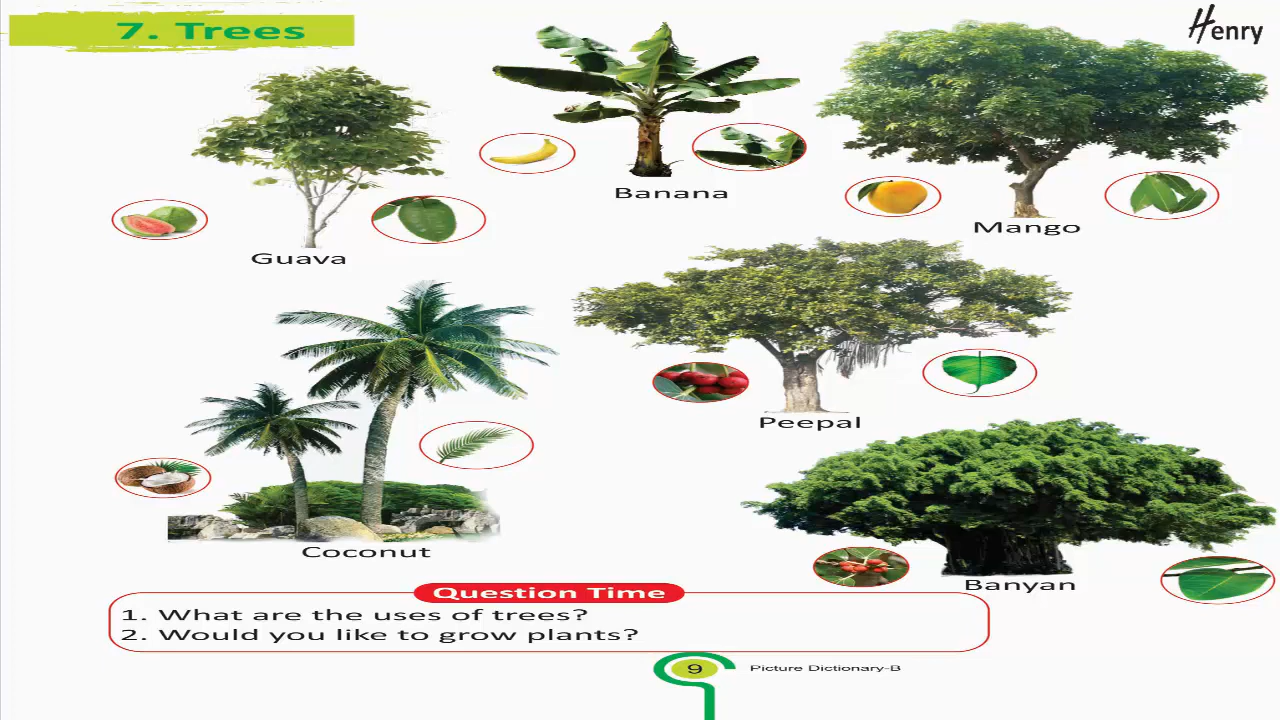 7. Trees
Henry
Banana
Mango
Guava
Peepal
Coconut
Banyan
Question Time
1. What are the uses of trees?
2. Would you like to grow plants?
9
Picture Dictionary-B